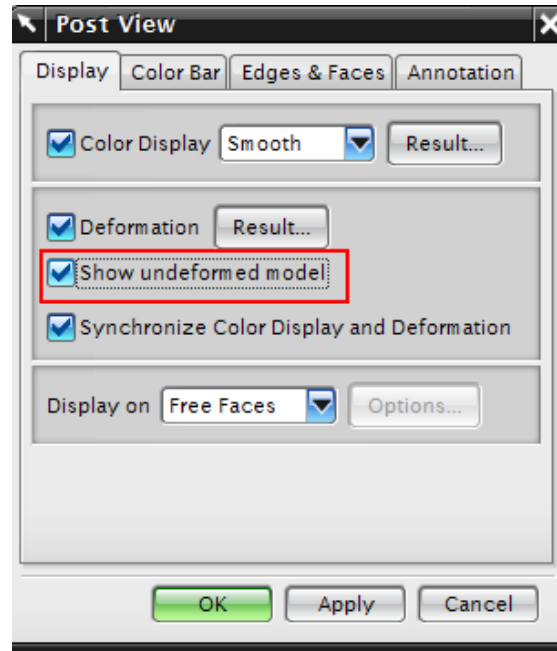 Post View
Display Color Bar Edges & Faces Annotation
Color Display Smooth Result...
Deformation Result...
Show undeformed model
Synchronize Color Display and Deformation
Display on Free Faces Options...
OK Apply Cancel